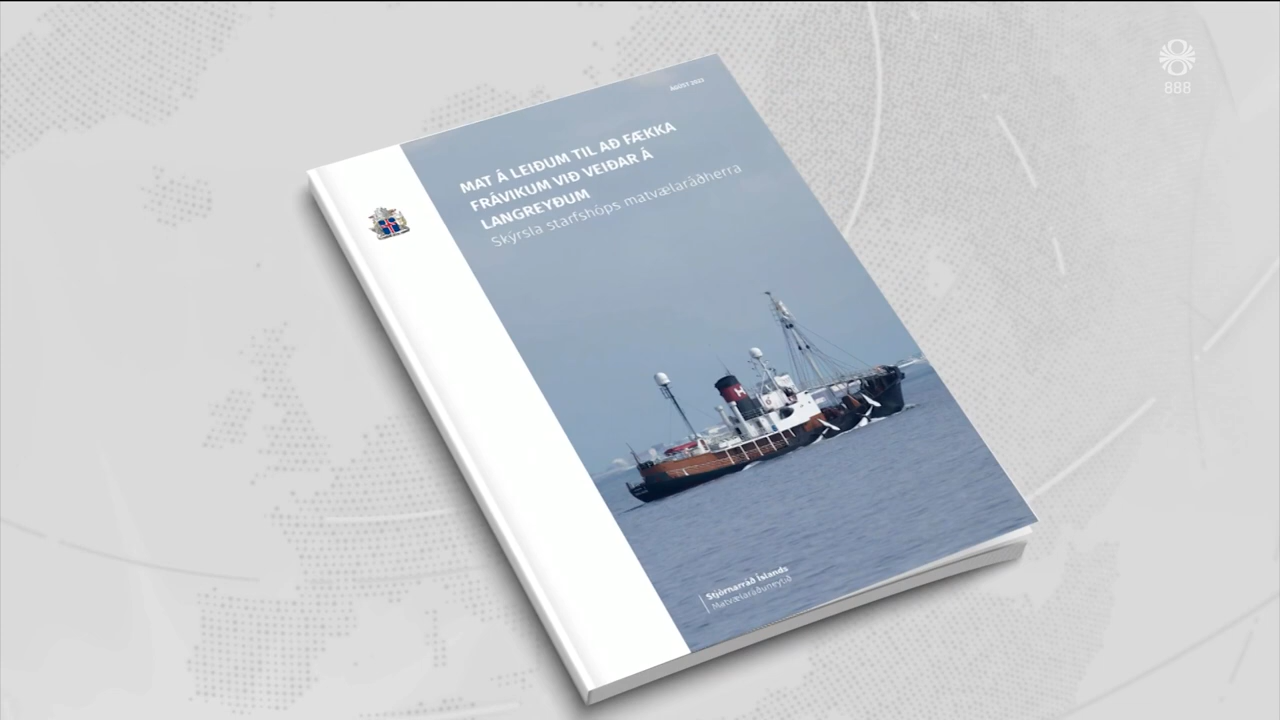 888
ÁGÚST 2023
MAT Á LEIÐUM TIL AÐ FÆKKA
FRÁVIKUM VIÐ VEIÐAR Á
LANGREYÐUM
Skýrsla starfshóps matvælaráðherra
H
Stjórnarráð Íslands
Matvælaráðuneytið